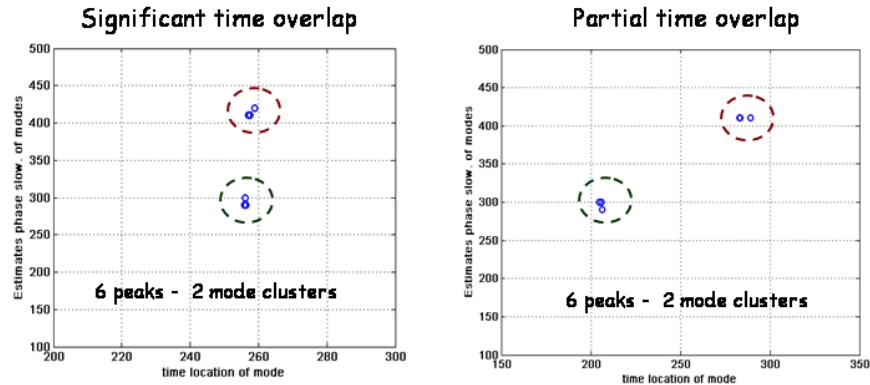 Significant time overlap
Estimates phase slow. of modes
500
450
400
350
300
250
200
150
100
6 peaks - 2 mode clusters
200 220 240 260 280 300
time location of mode
Partial time overlap
Estimates phase slow. of modes
500
450
400
350
300
250
200
150
100
6 peaks - 2 mode clusters
150 200 250 300 350
time location of mode